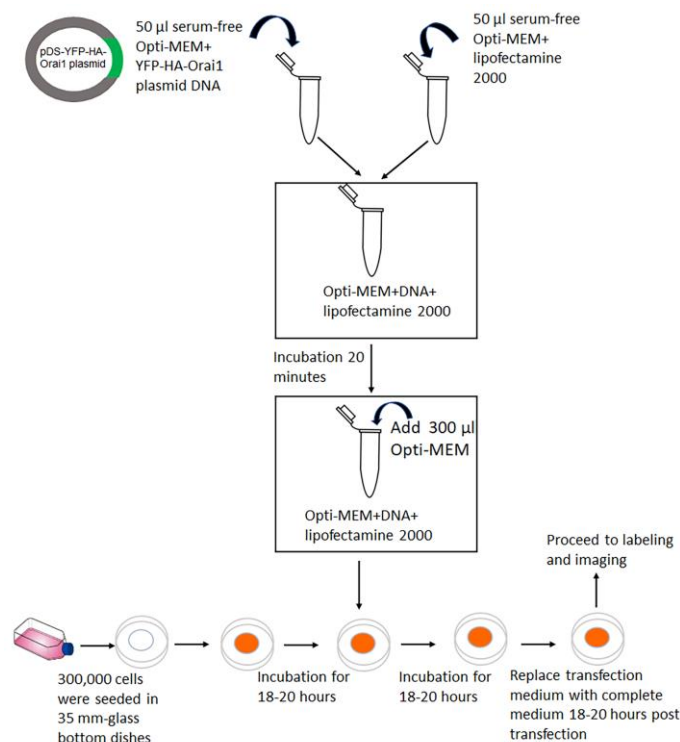 pDS-YFP-HA-
Orai1 plasmid
50 µl serum-free
Opti-MEM+
YFP-HA-Orai1
plasmid DNA
50 µl serum-free
Opti-MEM+
lipofectamine
2000
Opti-MEM+DNA+
lipofectamine 2000
Incubation 20
minutes
Add 300 µl
Opti-MEM
Opti-MEM+DNA+
lipofectamine 2000
Proceed to labeling
and imaging
300,000 cells
were seeded in
35 mm-glass
bottom dishes
Incubation for
18-20 hours
Incubation for
18-20 hours
Replace transfection
medium with complete
medium 18-20 hours post
transfection